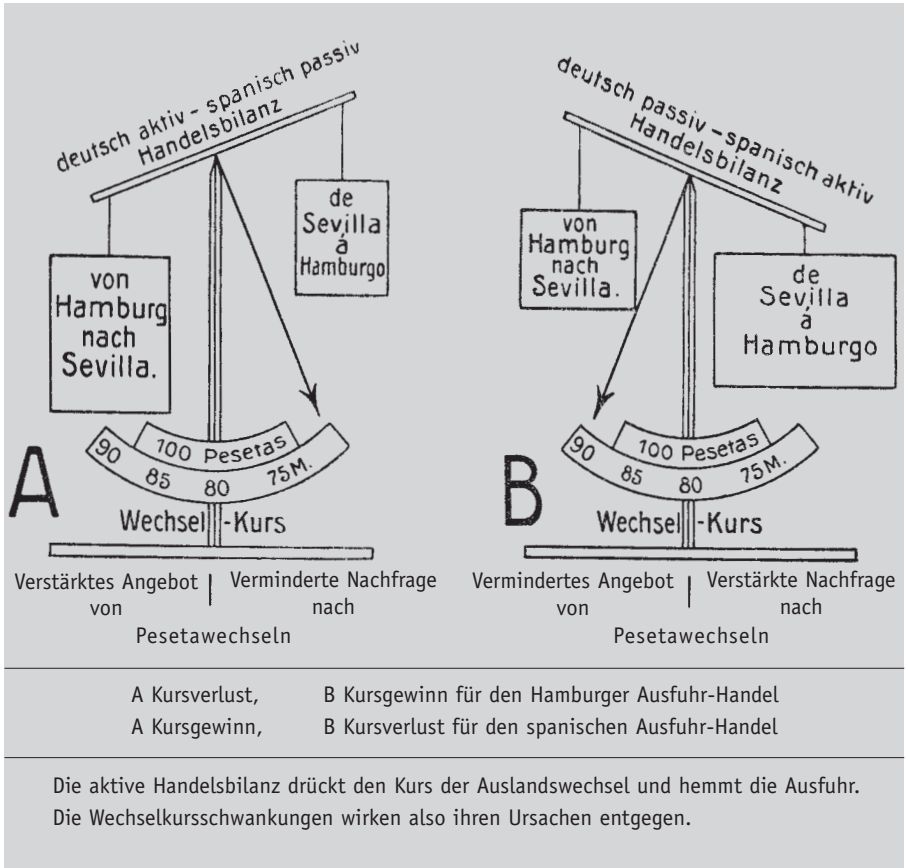 deutsch aktiv – spanisch passiv
Handelsbilanz
von
Hamburg
nach
Sevilla.
de
Sevilla
á
Hamburgo
100 Pesetas
90 85 80 75 M.
A
Wechsel-Kurs
Verstärktes Angebot | Verminderte Nachfrage
von nach
Pesetawechseln
deutsch passiv – spanisch aktiv
Handelsbilanz
von
Hamburg
nach
Sevilla.
de
Sevilla
á
Hamburgo
100 Pesetas
90 85 80 75 M.
B
Wechsel-Kurs
Vermindertes Angebot | Verstärkte Nachfrage
von nach
Pesetawechseln
A Kursverlust, B Kursgewinn für den Hamburger Ausfuhr-Handel
A Kursgewinn, B Kursverlust für den spanischen Ausfuhr-Handel
Die aktive Handelsbilanz drückt den Kurs der Auslandswechsel und hemmt die Ausfuhr.
Die Wechselkursschwankungen wirken also ihren Ursachen entgegen.